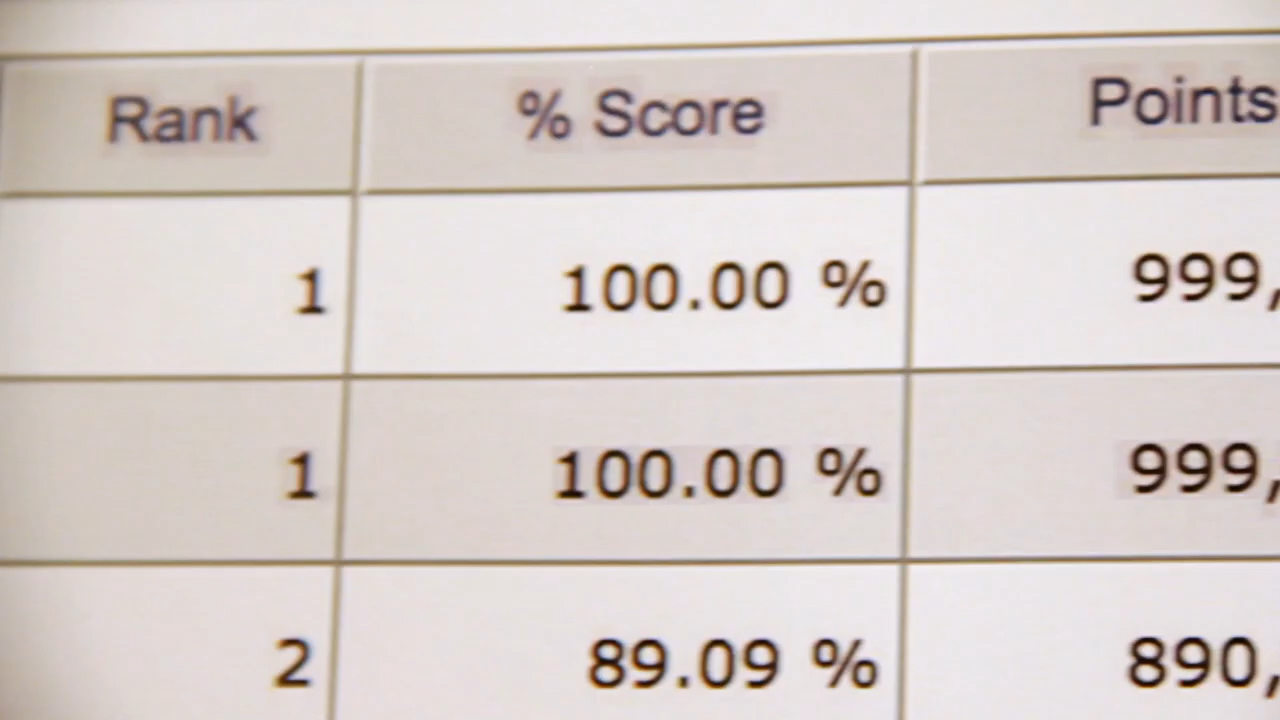 Rank % Score Points
1 100.00 % 999,
1 100.00 % 999,
2 89.09 % 890,